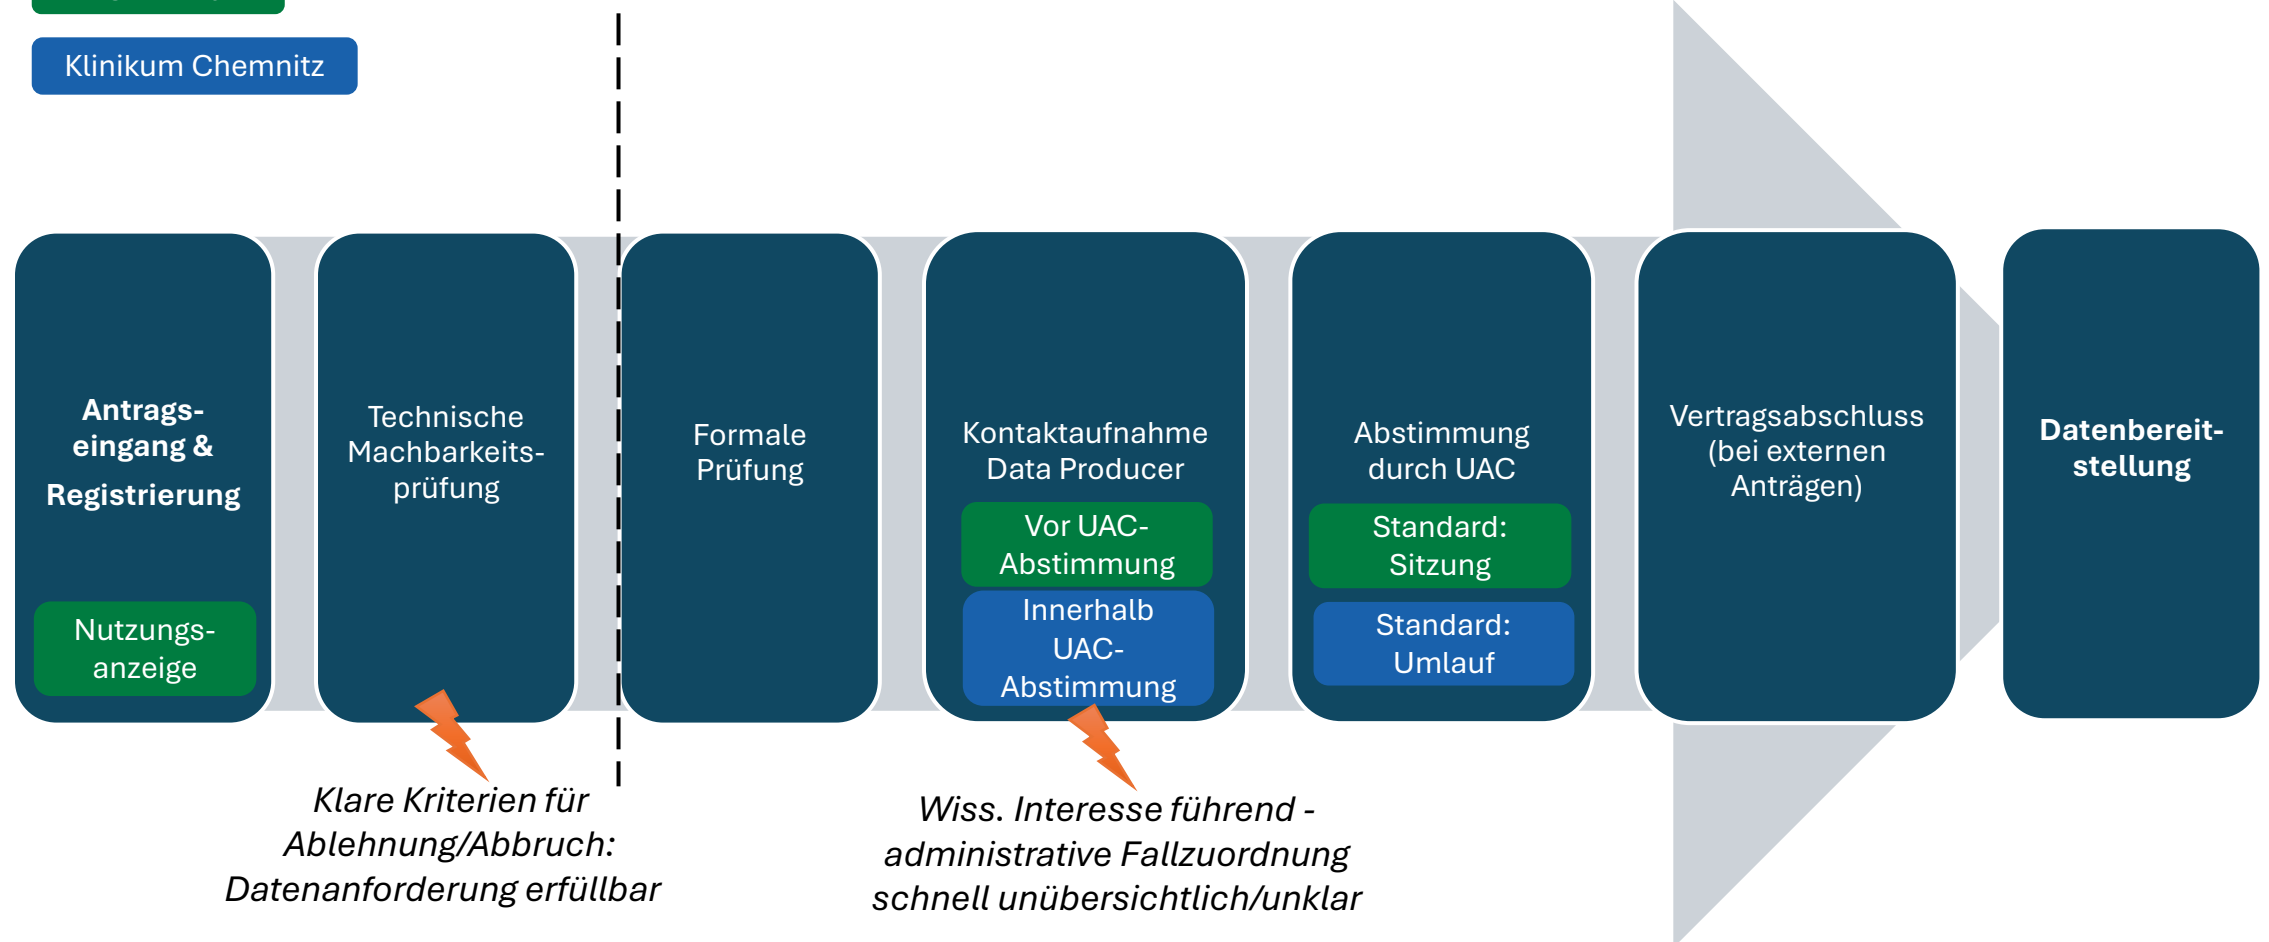 Klinikum Chemnitz
Antrags-
eingang &
Registrierung
Nutzungs-
anzeige
Technische
Machbarkeits-
prüfung
Formale
Prüfung
Kontaktaufnahme
Data Producer
Vor UAC-
Abstimmung
Innerhalb
UAC-
Abstimmung
Abstimmung
durch UAC
Standard:
Sitzung
Standard:
Umlauf
Vertragsabschluss
(bei externen
Anträgen)
Datenbereit-
stellung
Klare Kriterien für
Ablehnung/Abbruch:
Datenanforderung erfüllbar
Wiss. Interesse führend -
administrative Fallzuordnung
schnell unübersichtlich/unklar